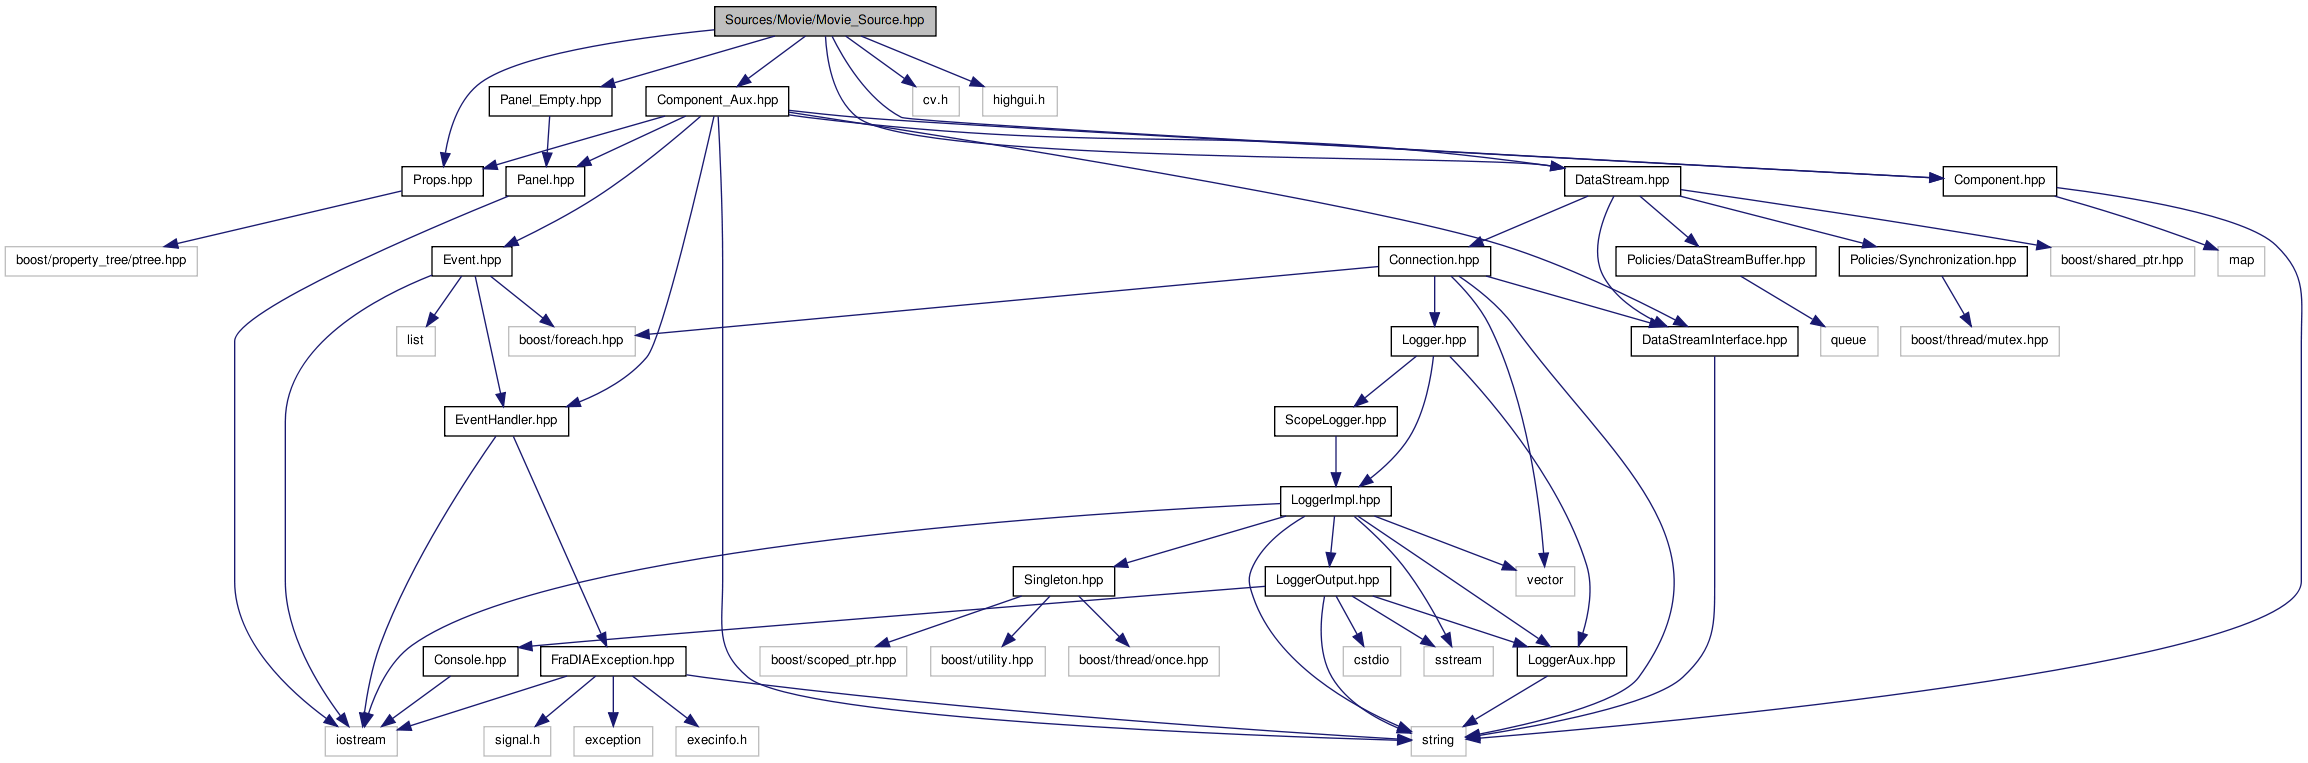 Sources/Movie/Movie_Source.hpp
Panel_Empty.hpp
Component_Aux.hpp
cv.h
highgui.h
Props.hpp
Panel.hpp
DataStream.hpp
Component.hpp
boost/property_tree/ptree.hpp
Event.hpp
Connection.hpp
Policies/DataStreamBuffer.hpp
Policies/Synchronization.hpp
boost/shared_ptr.hpp
map
list
boost/foreach.hpp
Logger.hpp
DataStreamInterface.hpp
queue
boost/thread/mutex.hpp
EventHandler.hpp
ScopeLogger.hpp
LoggerImpl.hpp
Singleton.hpp
LoggerOutput.hpp
vector
Console.hpp
FraDIAException.hpp
boost/scoped_ptr.hpp
boost/utility.hpp
boost/thread/once.hpp
cstdio
sstream
LoggerAux.hpp
iostream
signal.h
exception
execinfo.h
string